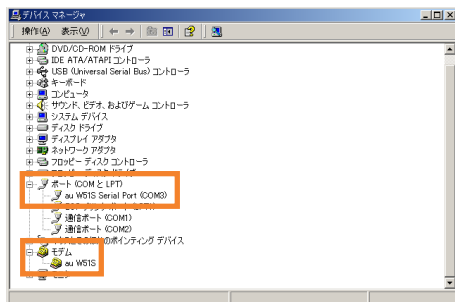 デバイス マネージャ
操作(A) 表示(V)
DVD/CD-ROM ドライブ
IDE ATA/ATAPI コントローラ
USB (Universal Serial Bus) コントローラ
キーボード
コンピュータ
サウンド、ビデオ、およびゲーム コントローラ
システム デバイス
ディスク ドライブ
ディスプレイ アダプタ
ネットワーク アダプタ
フロッピー ディスク コントローラ
ポート (COM と LPT)
au W51S Serial Port (COM3)
通信ポート (COM1)
通信ポート (COM2)
のポインティング デバイス
モデム
au W51S